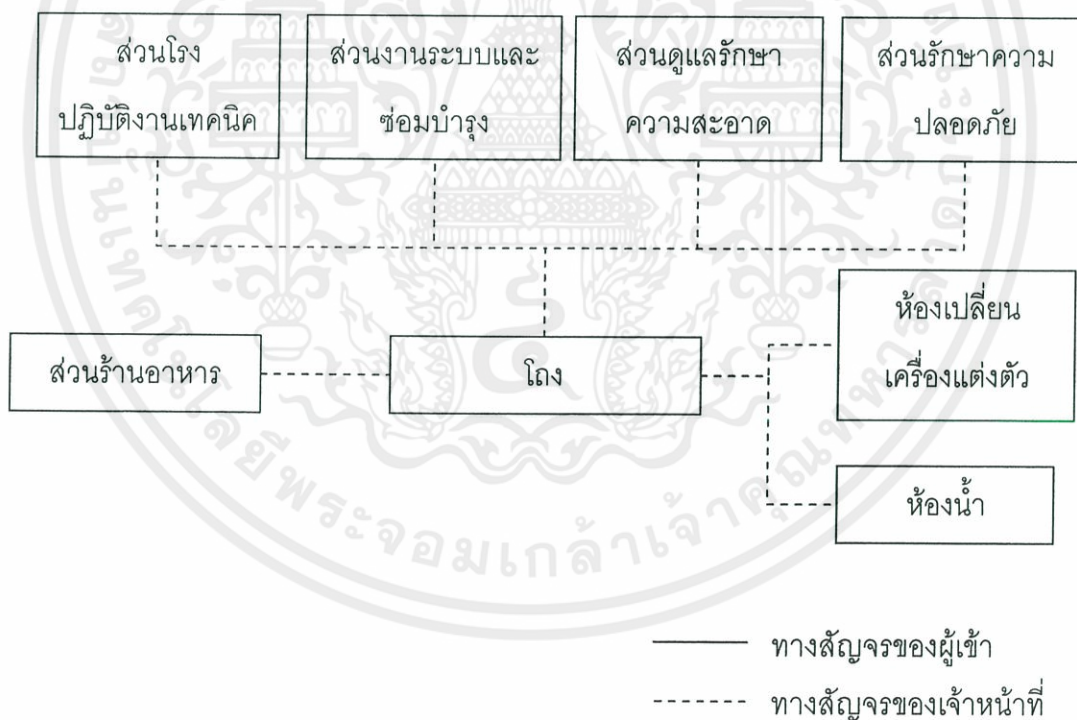 ส่วนโรง
ปฏิบัติงานเทคนิค
ส่วนงานระบบและ
ซ่อมบำรุง
ส่วนดูแลรักษา
ความสะอาด
ส่วนรักษาความ
ปลอดภัย
ส่วนร้านอาหาร
โถง
ห้องเปลี่ยน
เครื่องแต่งตัว
ห้องน้ำ
ทางสัญจรของผู้เข้า
ทางสัญจรของเจ้าหน้าที่